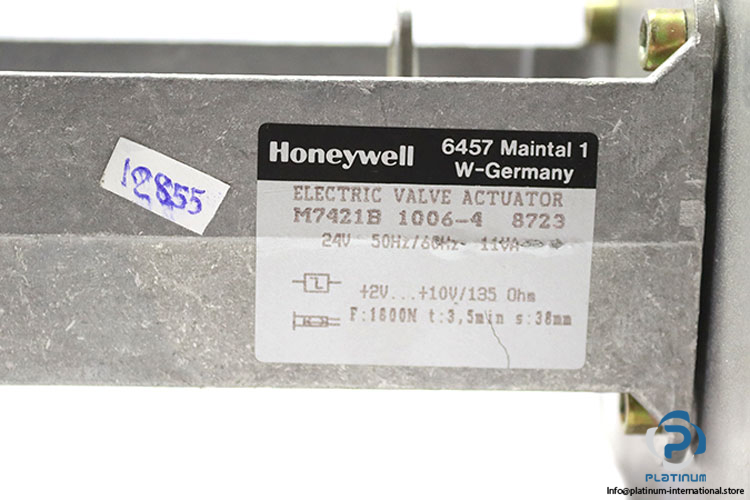 Honeywell
6457 Maintal 1
W-Germany
ELECTRIC VALVE ACTUATOR
M7421B 1006-4 8723
24V 50Hz/60Hz~ 11VA
+2V...+10V/135 Ohm
F:1800N t:3,5min s:38mm
12855
PLATINUM
Info@platinum-international.store